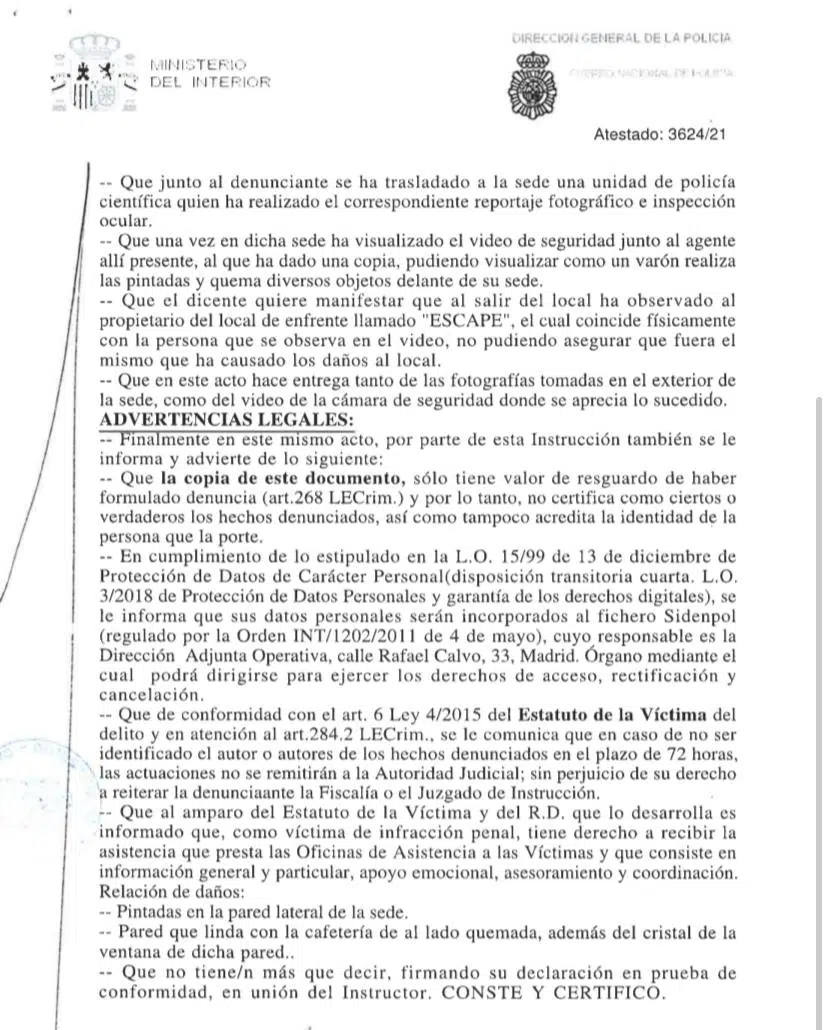 DIRECCION GENERAL DE LA POLICIA
MINISTERIO
DEL INTERIOR
CUERPO NACIONAL DE POLICIA
Atestado: 3624/21
-- Que junto al denunciante se ha trasladado a la sede una unidad de policía
científica quien ha realizado el correspondiente reportaje fotográfico e inspección
ocular.
-- Que una vez en dicha sede ha visualizado el video de seguridad junto al agente
allí presente, al que ha dado una copia, pudiendo visualizar como un varón realiza
las pintadas y quema diversos objetos delante de su sede.
-- Que el dicente quiere manifestar que al salir del local ha observado al
propietario del local de enfrente llamado "ESCAPE", el cual coincide físicamente
con la persona que se observa en el video, no pudiendo asegurar que fuera el
mismo que ha causado los daños al local.
-- Que en este acto hace entrega tanto de las fotografías tomadas en el exterior de
la sede, como del video de la cámara de seguridad donde se aprecia lo sucedido.
ADVERTENCIAS LEGALES:
-- Finalmente en este mismo acto, por parte de esta Instrucción también se le
informa y advierte de lo siguiente:
-- Que la copia de este documento, sólo tiene valor de resguardo de haber
formulado denuncia (art.268 LECrim.) y por lo tanto, no certifica como ciertos o
verdaderos los hechos denunciados, así como tampoco acredita la identidad de la
persona que la porte.
-- En cumplimiento de lo estipulado en la L.O. 15/99 de 13 de diciembre de
Protección de Datos de Carácter Personal(disposición transitoria cuarta. L.O.
3/2018 de Protección de Datos Personales y garantía de los derechos digitales), se
le informa que sus datos personales serán incorporados al fichero Sidenpol
(regulado por la Orden INT/1202/2011 de 4 de mayo), cuyo responsable es la
Dirección Adjunta Operativa, calle Rafael Calvo, 33, Madrid. Órgano mediante el
cual podrá dirigirse para ejercer los derechos de acceso, rectificación y
cancelación.
-- Que de conformidad con el art. 6 Ley 4/2015 del Estatuto de la Víctima del
delito y en atención al art.284.2 LECrim., se le comunica que en caso de no ser
identificado el autor o autores de los hechos denunciados en el plazo de 72 horas,
las actuaciones no se remitirán a la Autoridad Judicial; sin perjuicio de su derecho
a reiterar la denunciaante la Fiscalía o el Juzgado de Instrucción.
-- Que al amparo del Estatuto de la Víctima y del R.D. que lo desarrolla es
informado que, como víctima de infracción penal, tiene derecho a recibir la
asistencia que presta las Oficinas de Asistencia a las Víctimas y que consiste en
información general y particular, apoyo emocional, asesoramiento y coordinación.
Relación de daños:
-- Pintadas en la pared lateral de la sede.
-- Pared que linda con la cafetería de al lado quemada, además del cristal de la
ventana de dicha pared..
-- Que no tiene/n más que decir, firmando su declaración en prueba de
conformidad, en unión del Instructor. CONSTE Y CERTIFICO.